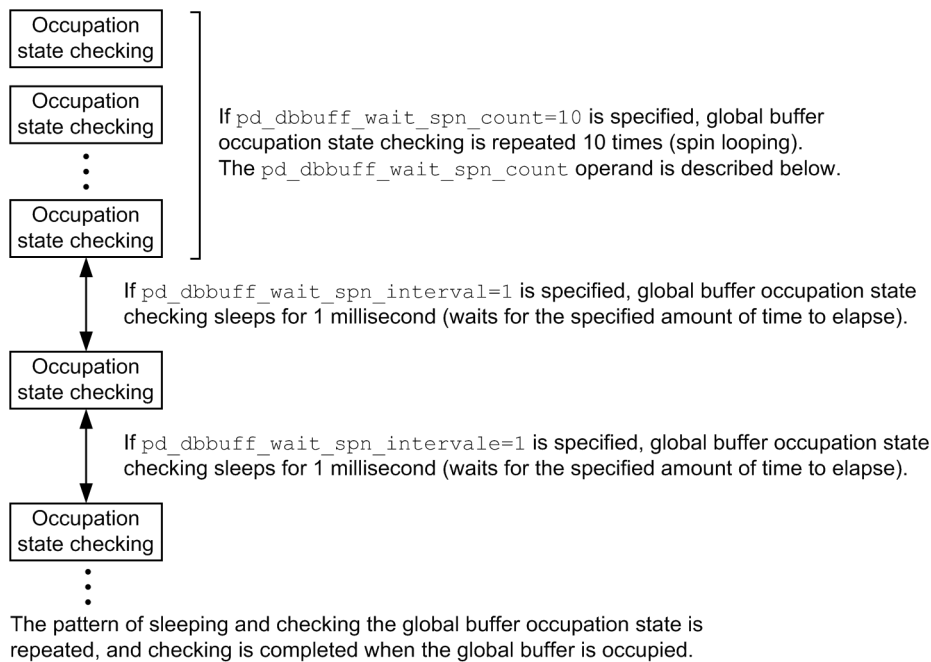 Occupation
state checking
Occupation
state checking
If pd_dbbuff_wait_spn_count=10 is specified, global buffer
occupation state checking is repeated 10 times (spin looping).
The pd_dbbuff_wait_spn_count operand is described below.
Occupation
state checking
If pd_dbbuff_wait_spn_interval=1 is specified, global buffer occupation state
checking sleeps for 1 millisecond (waits for the specified amount of time to elapse).
Occupation
state checking
If pd_dbbuff_wait_spn_intervale=1 is specified, global buffer occupation state
checking sleeps for 1 millisecond (waits for the specified amount of time to elapse).
Occupation
state checking
The pattern of sleeping and checking the global buffer occupation state is
repeated, and checking is completed when the global buffer is occupied.